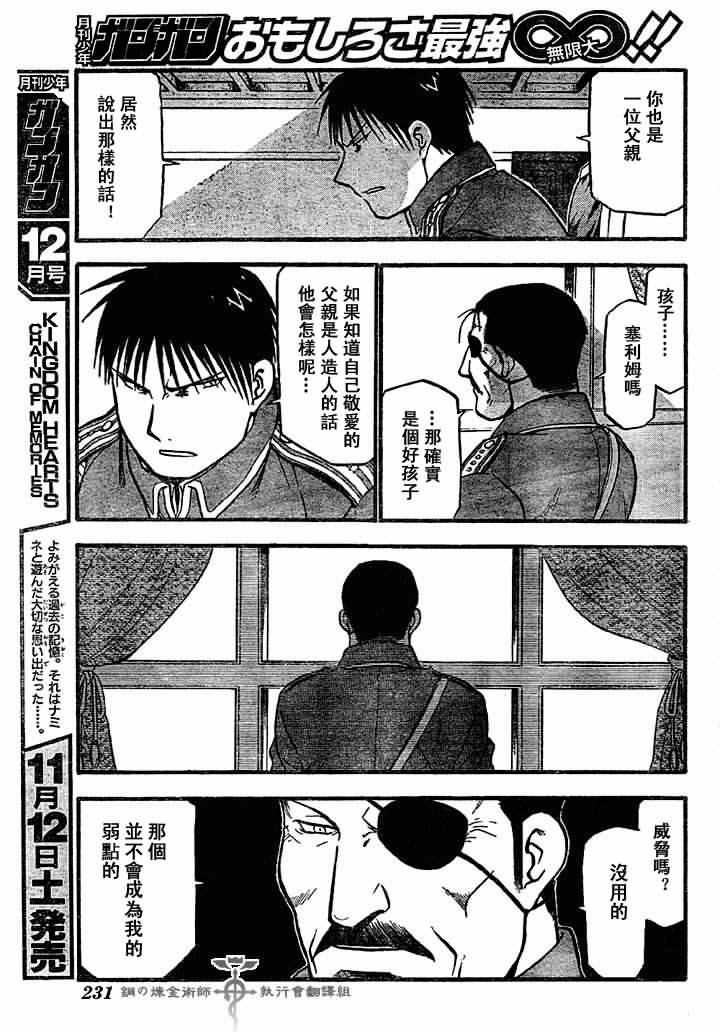 月刊少年
ガンガン
おもしろさ最強
無限大
!!
你也是
一位父親
居然
說出那樣的話！
孩子……
塞利姆嗎
…那確實
是個好孩子
如果知道自己敬愛的
父親是人造人的話
他會怎樣呢…
威脅嗎？
沒用的
那個
並不會成為我的
弱點的
月刊少年
ガンガン
12
月号
KINGDOM HEARTS
CHAIN OF MEMORIES
よみがえる過去の記憶。それはナミ
ネと遊んだ大切な思い出だった……。
11月12日土発売
231
鋼の煉金術師
執行會翻譯組